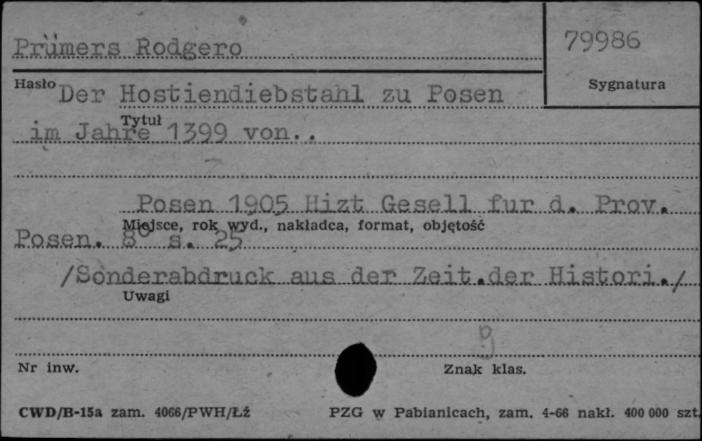 Prümers Rodgero
79986
Hasło
Sygnatura
Der Hostiendiebstahl zu Posen
Tytuł
im Jahre 1399 von..
Posen 1905 Hizt Gesell fur d. Prov.
Miejsce, rok wyd., nakładca, format, objętość
Posen. 8° s. 25
/Sonderabdruck aus der Zeit.der Histori./
Uwagi
g
Nr inw.
Znak klas.
CWD/B-15a zam. 4066/PWH/Łź
PZG w Pabianicach, zam. 4-66 nakł. 400 000 szt.